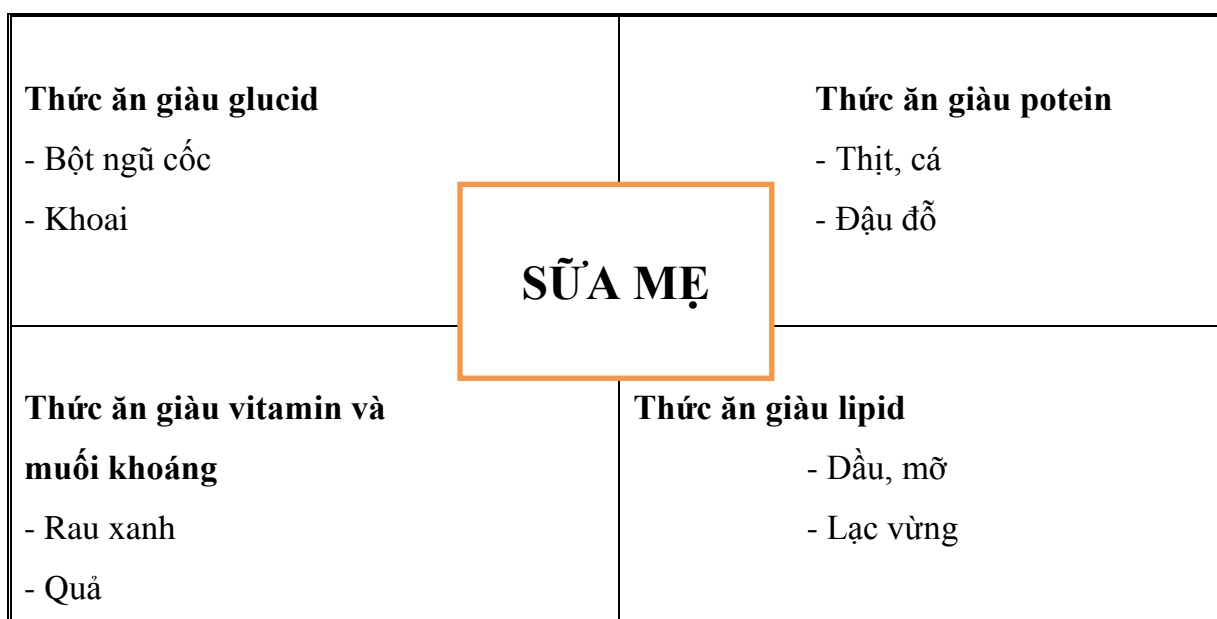 Thức ăn giàu glucid
- Bột ngũ cốc
- Khoai
Thức ăn giàu potein
- Thịt, cá
- Đậu đỗ
SỮA MẸ
Thức ăn giàu vitamin và
muối khoáng
- Rau xanh
- Quả
Thức ăn giàu lipid
- Dầu, mỡ
- Lạc vừng